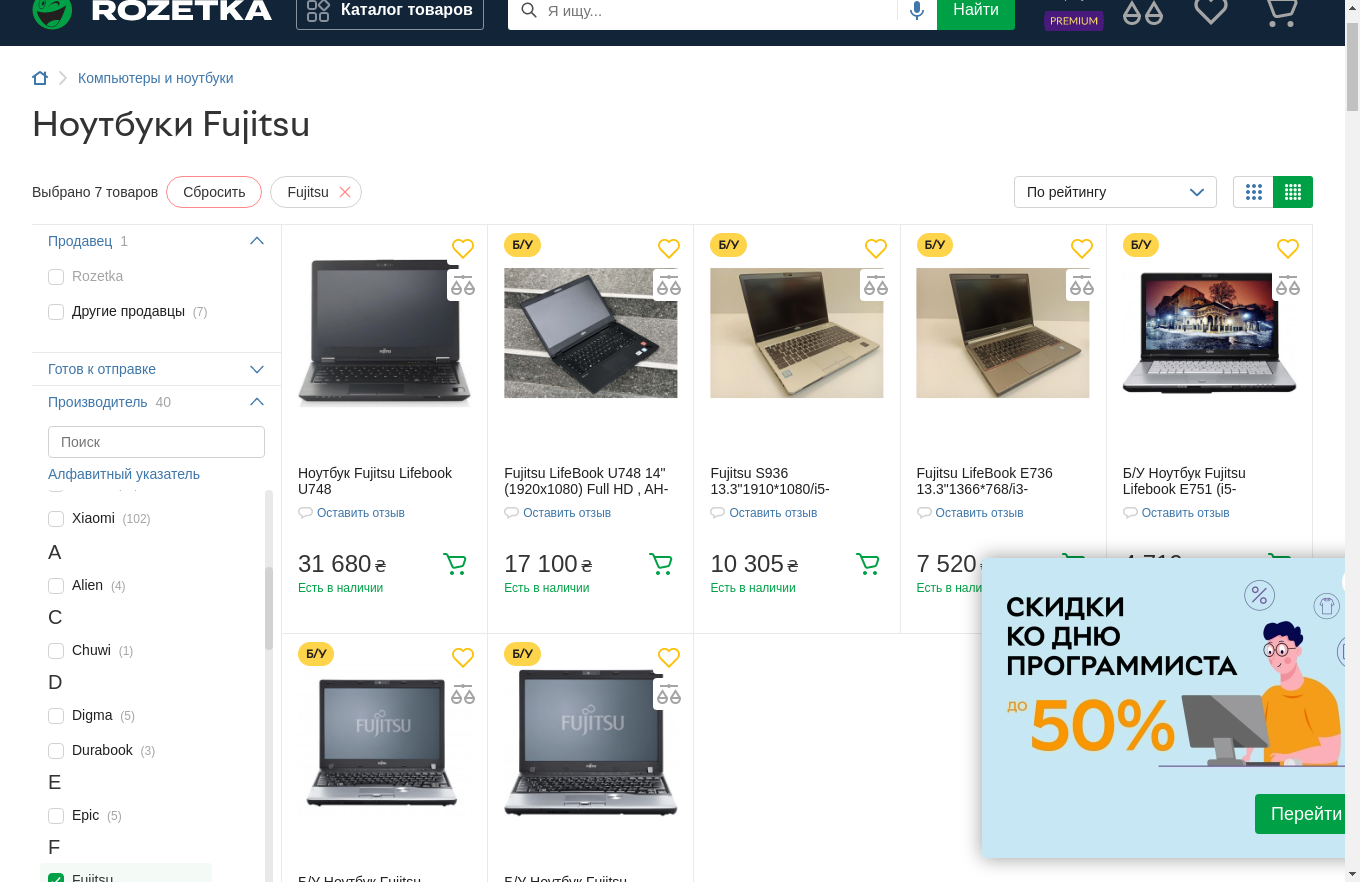 ROZETKA
Каталог товаров
Я ищу...
Найти
PREMIUM
Компьютеры и ноутбуки
Ноутбуки Fujitsu
Выбрано 7 товаров
Сбросить
Fujitsu
По рейтингу
Продавец 1
Rozetka
Другие продавцы (7)
Готов к отправке
Производитель 40
Поиск
Алфавитный указатель
Xiaomi (102)
A
Alien (4)
C
Chuwi (1)
D
Digma (5)
Durabook (3)
E
Epic (5)
F
Fujitsu
Ноутбук Fujitsu Lifebook
U748
Оставить отзыв
31 680 ₴
Есть в наличии
Б/У
Fujitsu LifeBook U748 14"
(1920x1080) Full HD , AH-
Оставить отзыв
17 100 ₴
Есть в наличии
Б/У
Fujitsu S936
13.3"1910*1080/i5-
Оставить отзыв
10 305 ₴
Есть в наличии
Б/У
Fujitsu LifeBook E736
13.3"1366*768/i3-
Оставить отзыв
7 520
Есть в нали
Б/У
Б/У Ноутбук Fujitsu
Lifebook E751 (i5-
Оставить отзыв
Б/У
FUJITSU
Б/У Ноутбук Fujitsu
Б/У
FUJITSU
Б/У Ноутбук Fujitsu
СКИДКИ
КО ДНЮ
ПРОГРАММИСТА
ДО 50%
Перейти